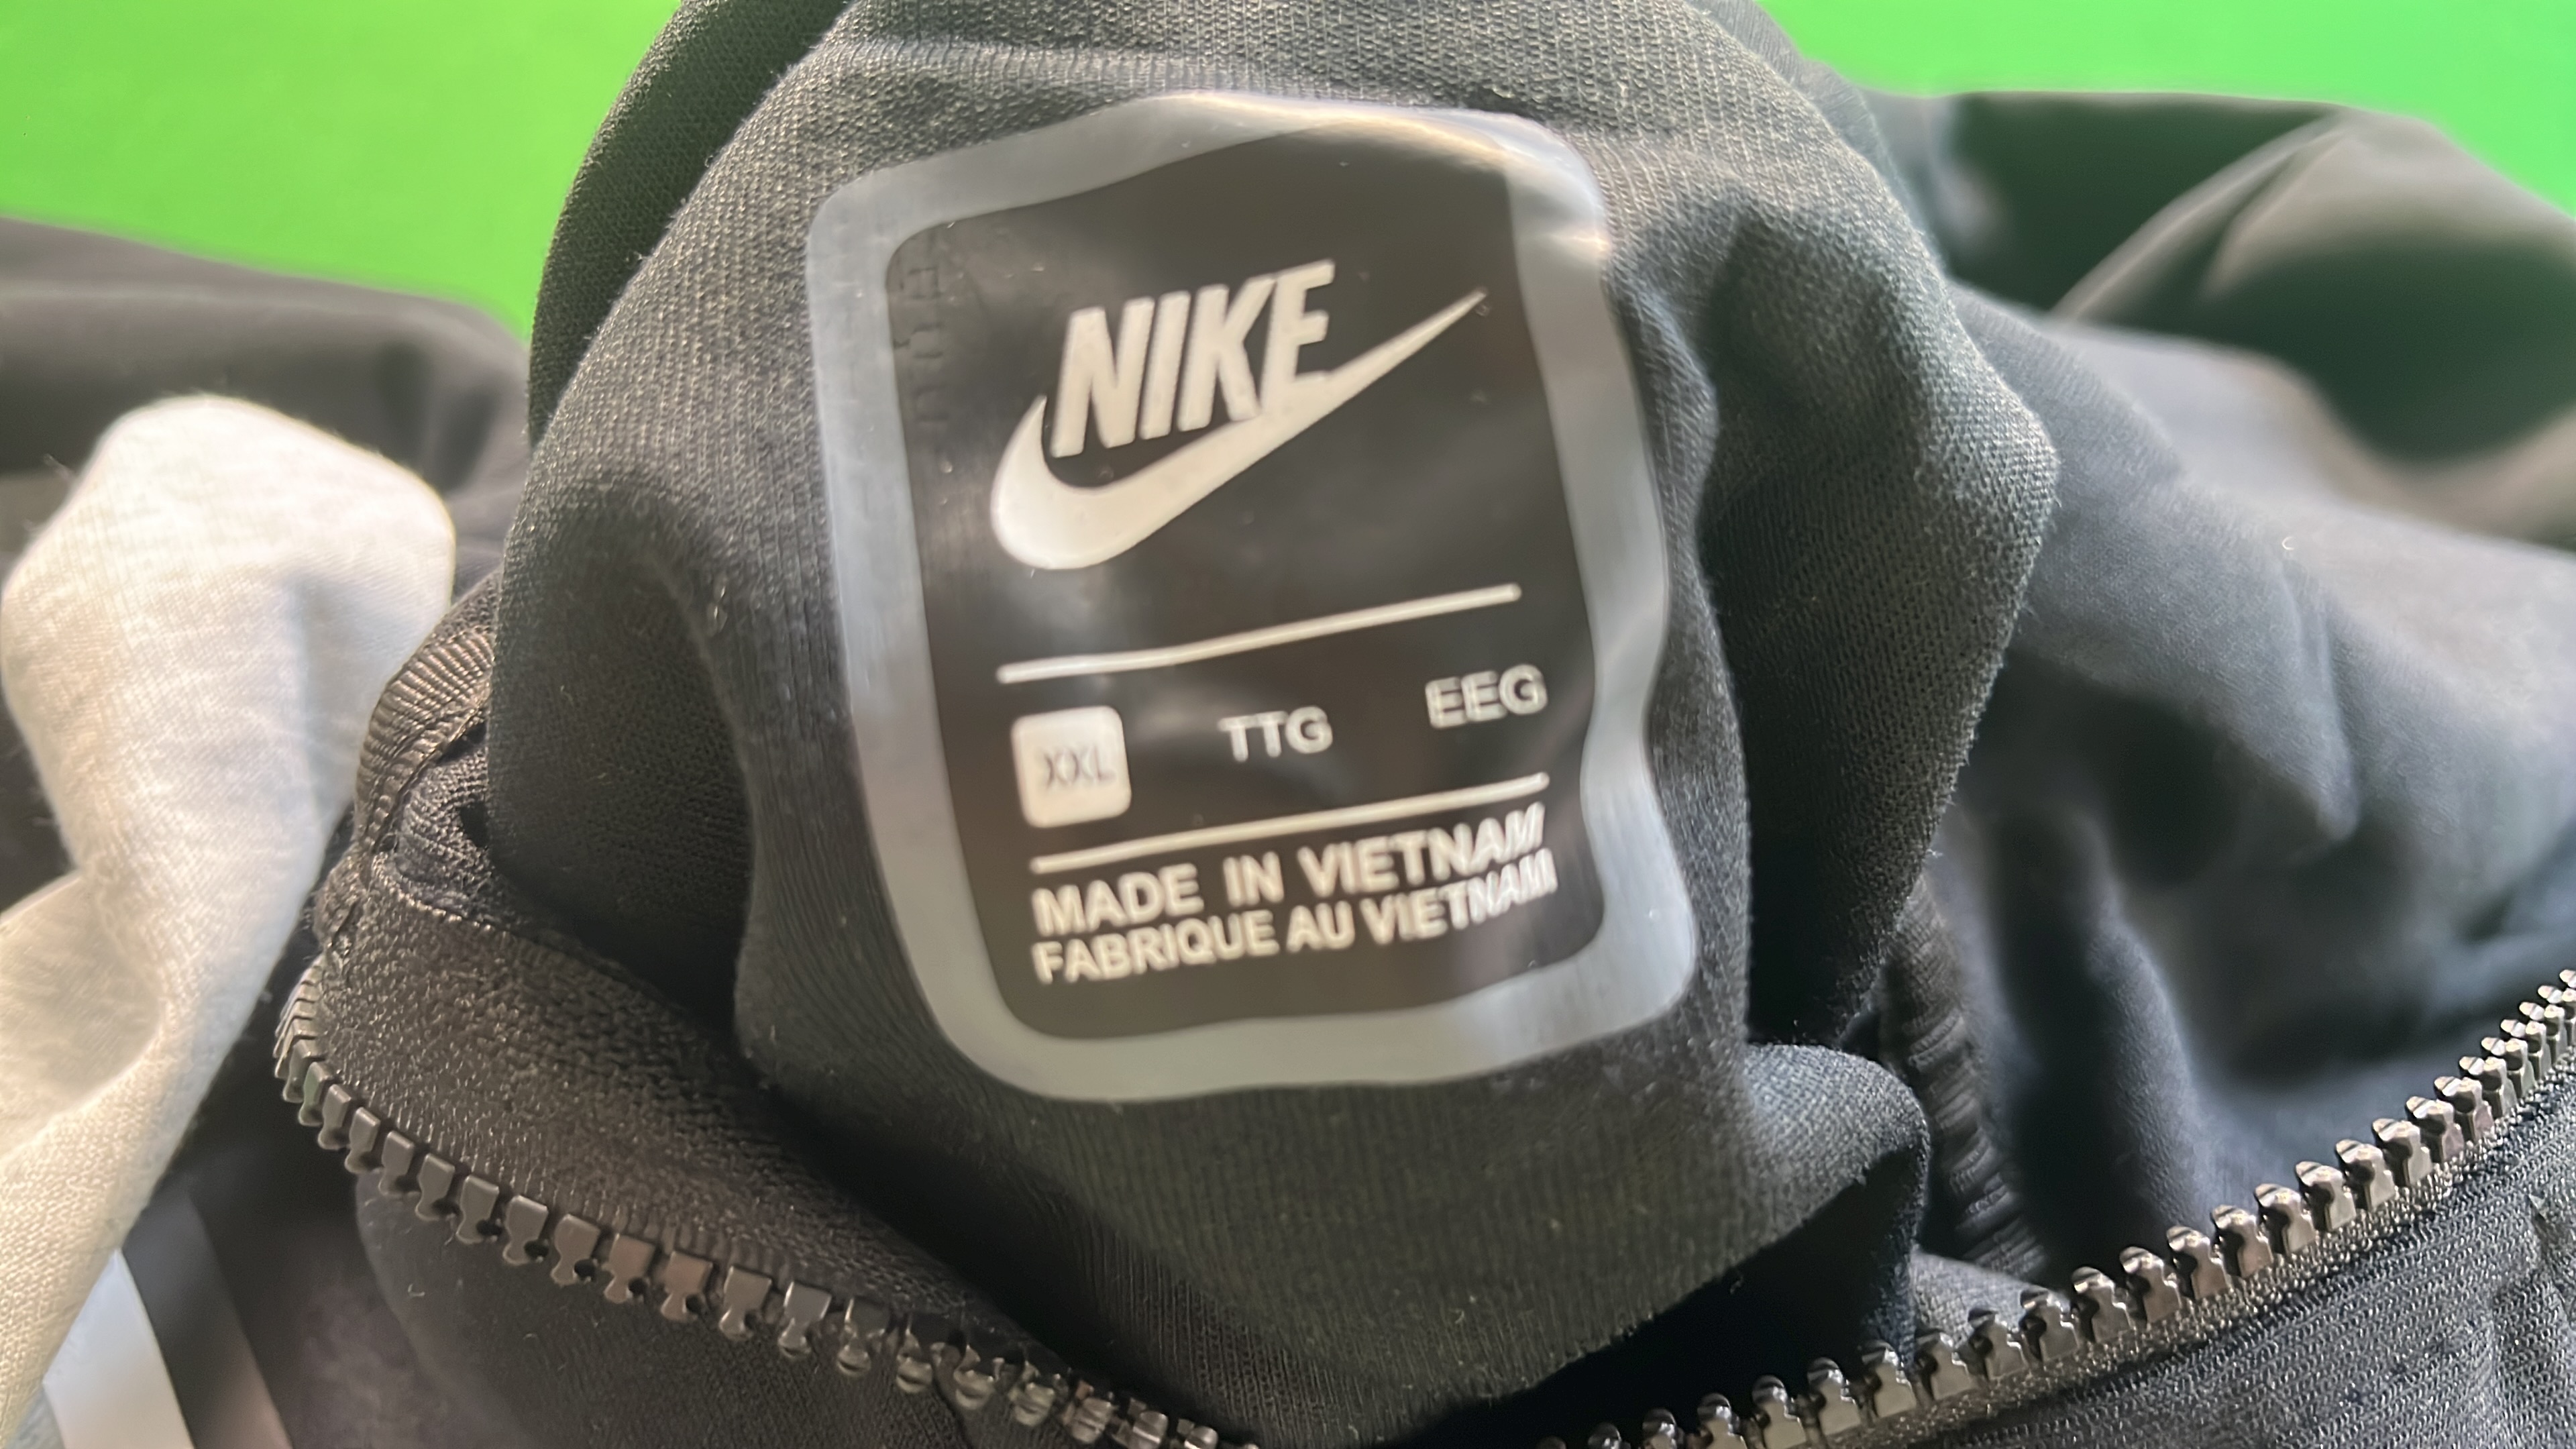 NIKE
XXL TTG EEG
MADE IN VIETNAM
FABRIQUE AU VIETNAM